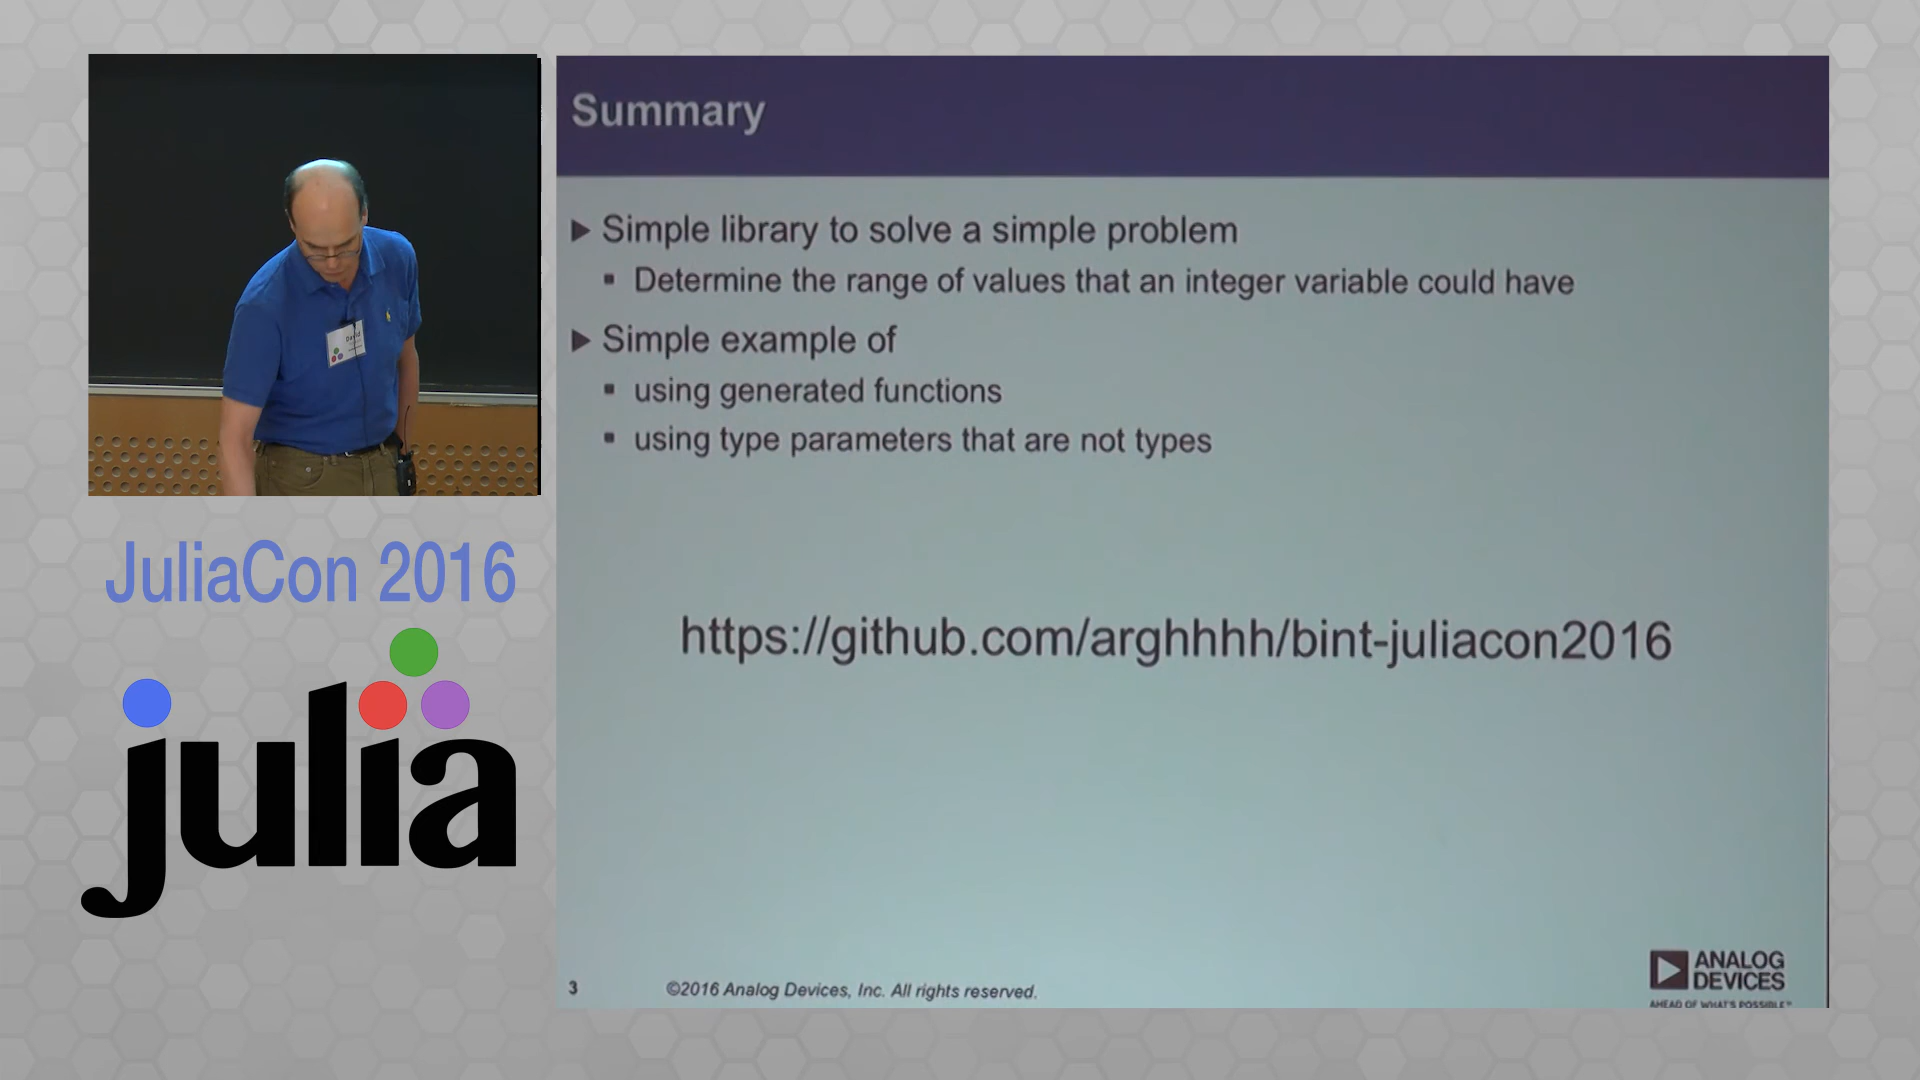 Summary
▶ Simple library to solve a simple problem
▪ Determine the range of values that an integer variable could have
▶ Simple example of
▪ using generated functions
▪ using type parameters that are not types
https://github.com/arghhhh/bint-juliacon2016
3
©2016 Analog Devices, Inc. All rights reserved.
ANALOG
DEVICES
AHEAD OF WHAT'S POSSIBLE™
David
JuliaCon 2016
julia